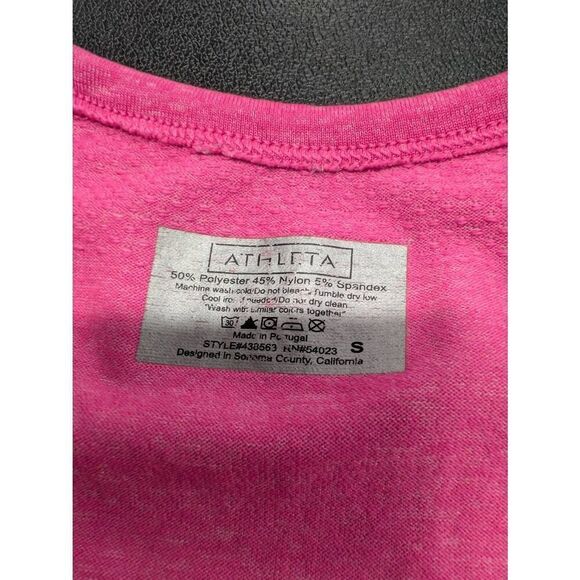 ATHLETA
50% Polyester 45% Nylon 5% Spandex
Machine wash cold/Do not bleach/Tumble dry low
Cool iron if needed/Do not dry clean
"Wash with similar colors together"
30
Made in Portugal
STYLE#438563 RN#54023 S
Designed in Sonoma County, California